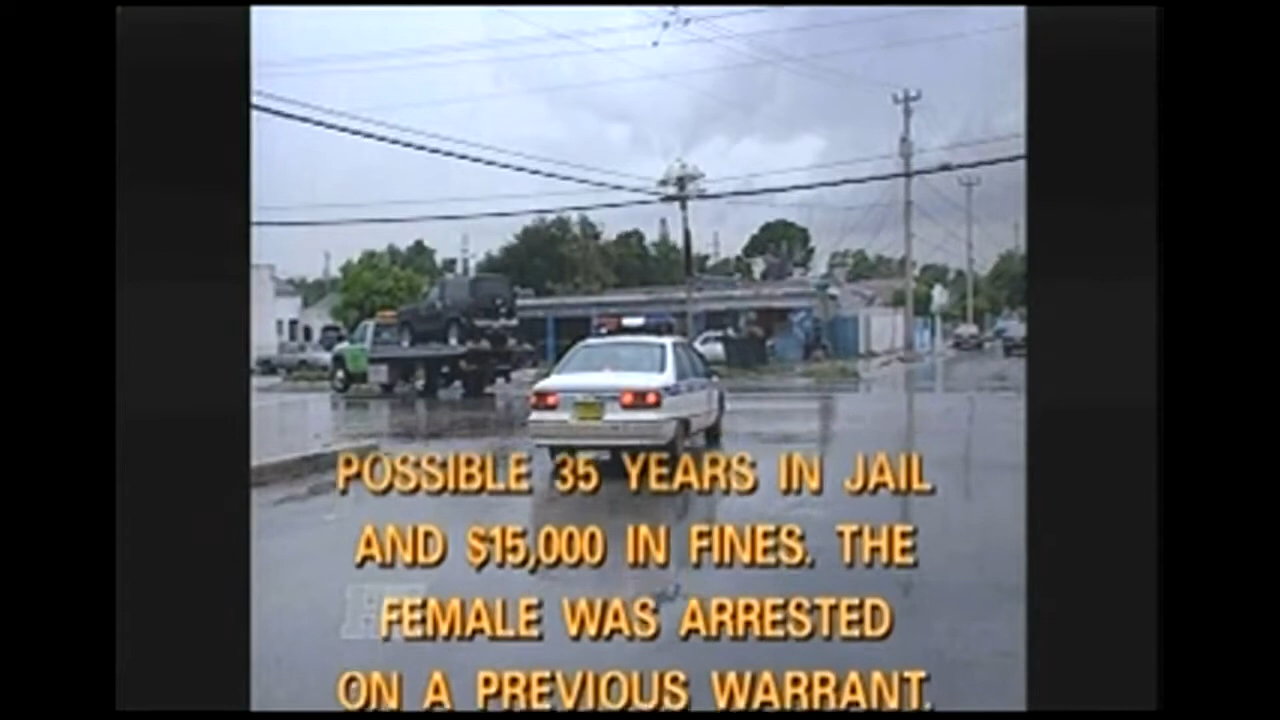 POSSIBLE 35 YEARS IN JAIL
AND $15,000 IN FINES. THE
FEMALE WAS ARRESTED
ON A PREVIOUS WARRANT.